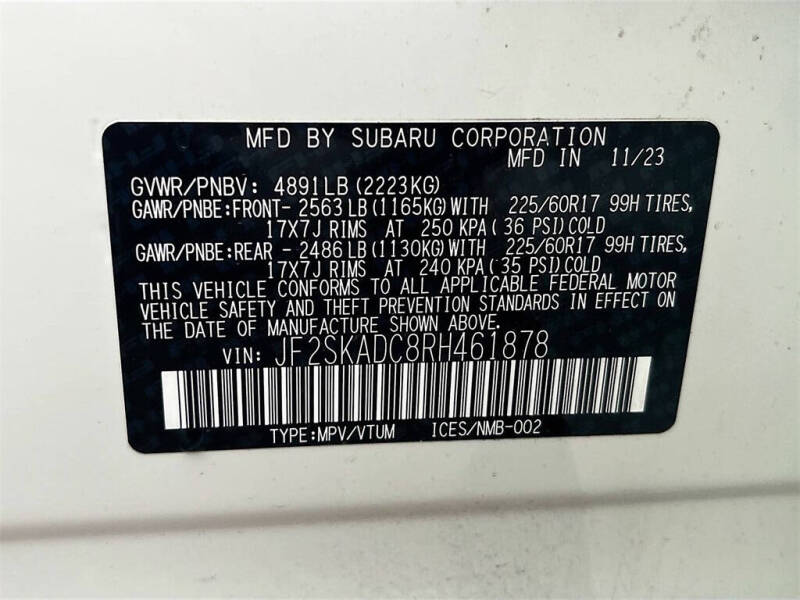 MFD BY SUBARU CORPORATION
MFD IN 11/23
GVWR/PNBV: 4891LB (2223KG)
GAWR/PNBE:FRONT- 2563LB(1165KG)WITH 225/60R17 99H TIRES,
17X7J RIMS AT 250 KPA( 36 PSI)COLD
GAWR/PNBE:REAR - 2486LB(1130KG)WITH 225/60R17 99H TIRES,
17X7J RIMS AT 240 KPA( 35 PSI)COLD
THIS VEHICLE CONFORMS TO ALL APPLICABLE FEDERAL MOTOR
VEHICLE SAFETY AND THEFT PREVENTION STANDARDS IN EFFECT ON
THE DATE OF MANUFACTURE SHOWN ABOVE.
VIN: JF2SKADC8RH461878
TYPE:MPV/VTUM ICES/NMB-002